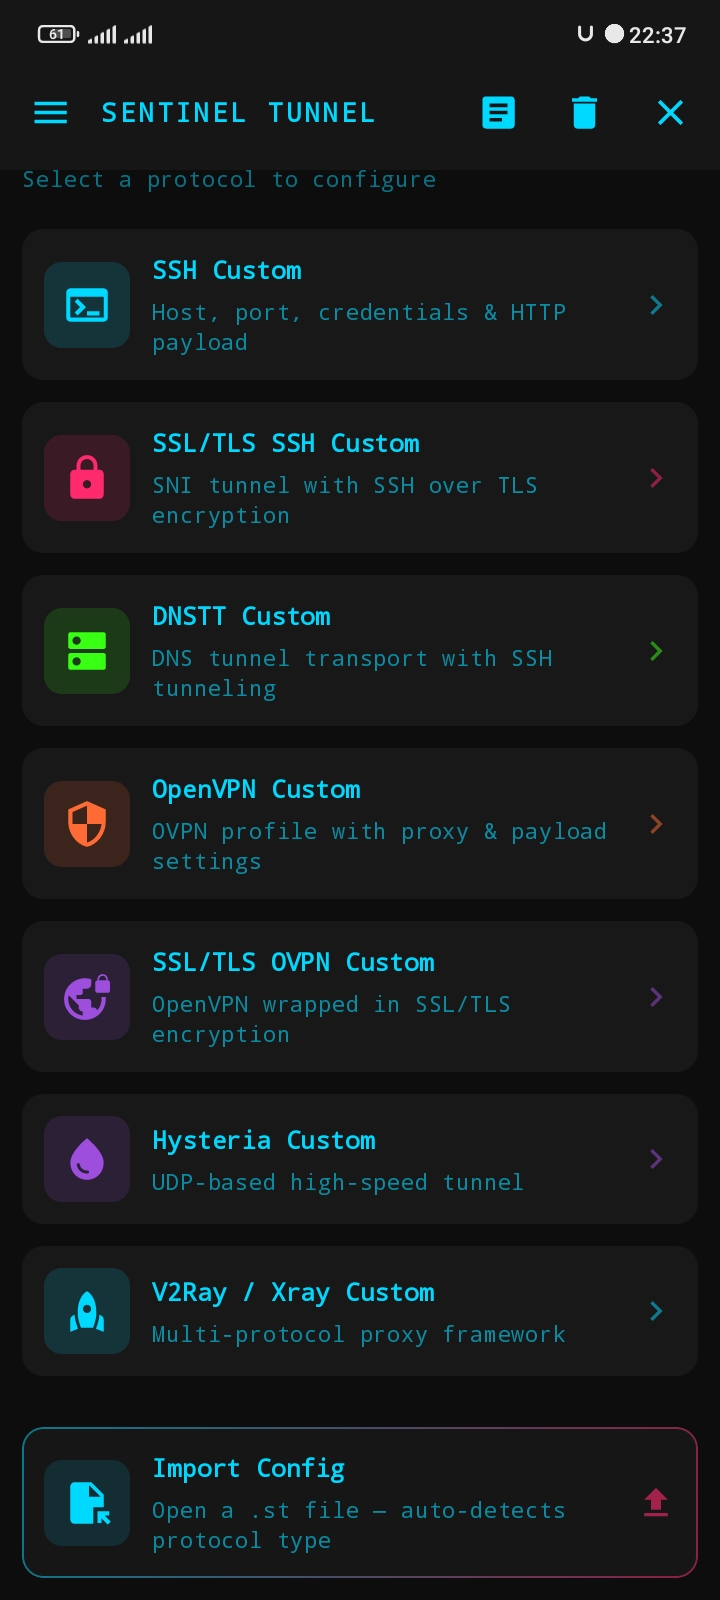 61
22:37
SENTINEL TUNNEL
Select a protocol to configure
SSH Custom
Host, port, credentials & HTTP
payload
SSL/TLS SSH Custom
SNI tunnel with SSH over TLS
encryption
DNSTT Custom
DNS tunnel transport with SSH
tunneling
OpenVPN Custom
OVPN profile with proxy & payload
settings
SSL/TLS OVPN Custom
OpenVPN wrapped in SSL/TLS
encryption
Hysteria Custom
UDP-based high-speed tunnel
V2Ray / Xray Custom
Multi-protocol proxy framework
Import Config
Open a .st file — auto-detects
protocol type